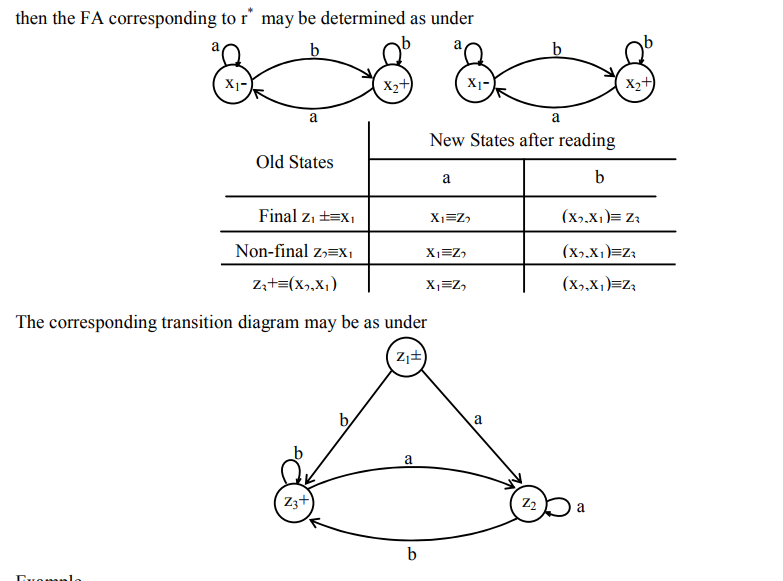 then the FA corresponding to r* may be determined as under
a b b a b b
x₁- x₂+ x₁- x₂+
a a
New States after reading
Old States
a b
Final z₁ ±≡x₁ x₁≡z₂ (x₂,x₁)≡ z₃
Non-final z₂≡x₁ x₁≡z₂ (x₂,x₁)≡z₃
z₃+≡(x₂,x₁) x₁≡z₂ (x₂,x₁)≡z₃
The corresponding transition diagram may be as under
z₁±
b a
b a
z₃+ z₂ a
b